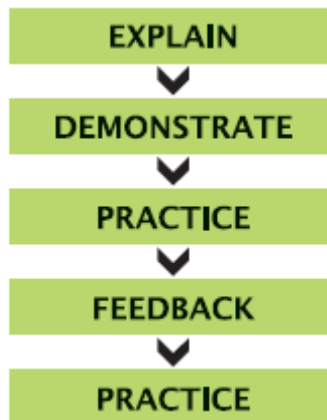 EXPLAIN
DEMONSTRATE
PRACTICE
FEEDBACK
PRACTICE